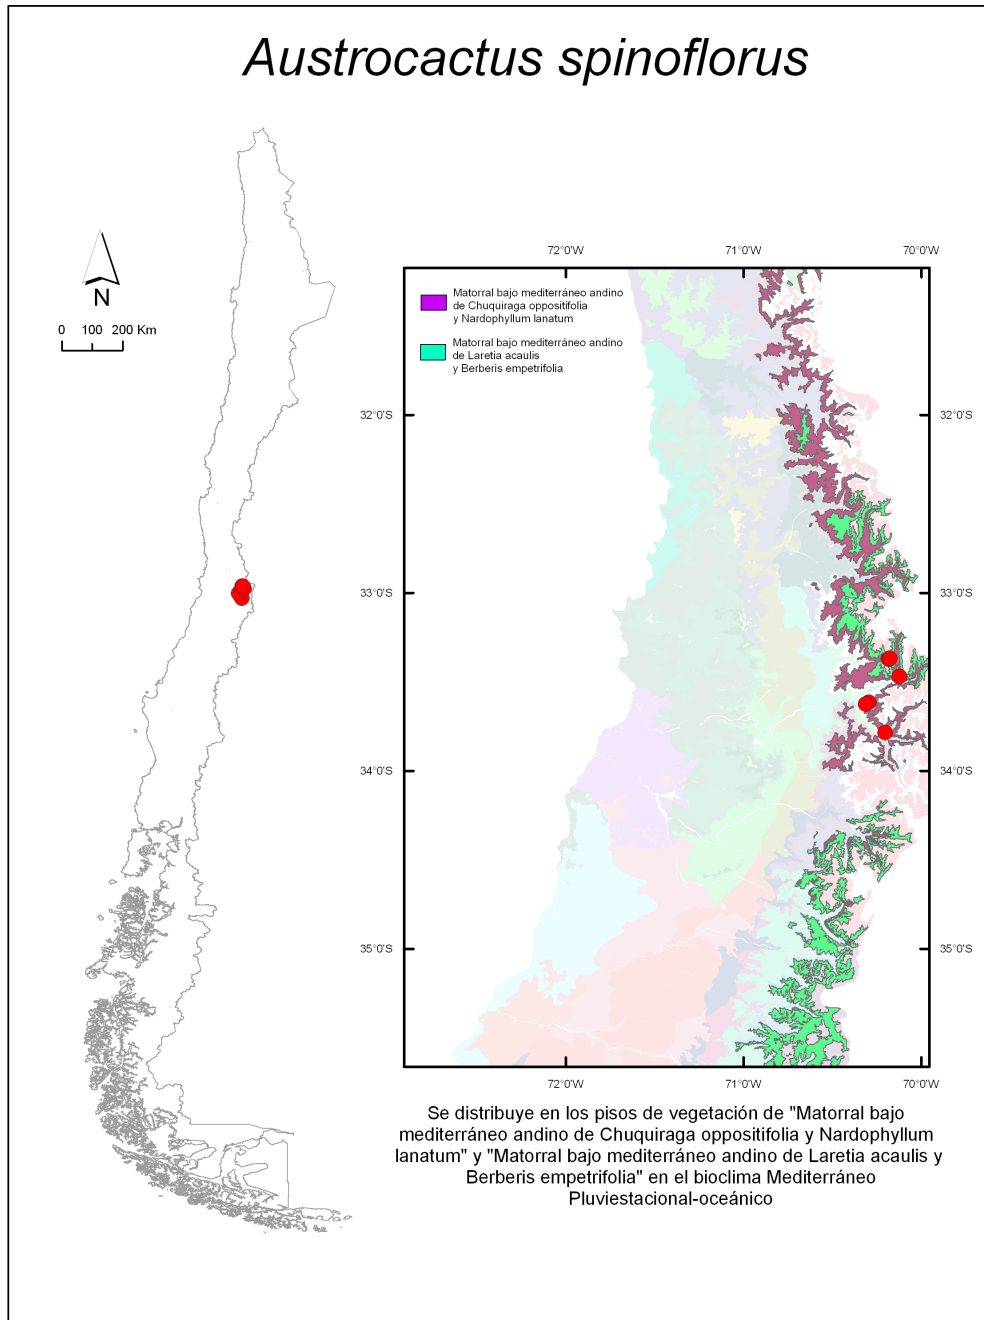 Austrocactus spinoflorus
N
0 100 200 Km
72°0'W 71°0'W 70°0'W
Matorral bajo mediterráneo andino
de Chuquiraga oppositifolia
y Nardophyllum lanatum
Matorral bajo mediterráneo andino
de Laretia acaulis
y Berberis empetrifolia
32°0'S 32°0'S
33°0'S 33°0'S
34°0'S 34°0'S
35°0'S 35°0'S
72°0'W 71°0'W 70°0'W
Se distribuye en los pisos de vegetación de "Matorral bajo
mediterráneo andino de Chuquiraga oppositifolia y Nardophyllum
lanatum" y "Matorral bajo mediterráneo andino de Laretia acaulis y
Berberis empetrifolia" en el bioclima Mediterráneo
Pluviestacional-oceánico